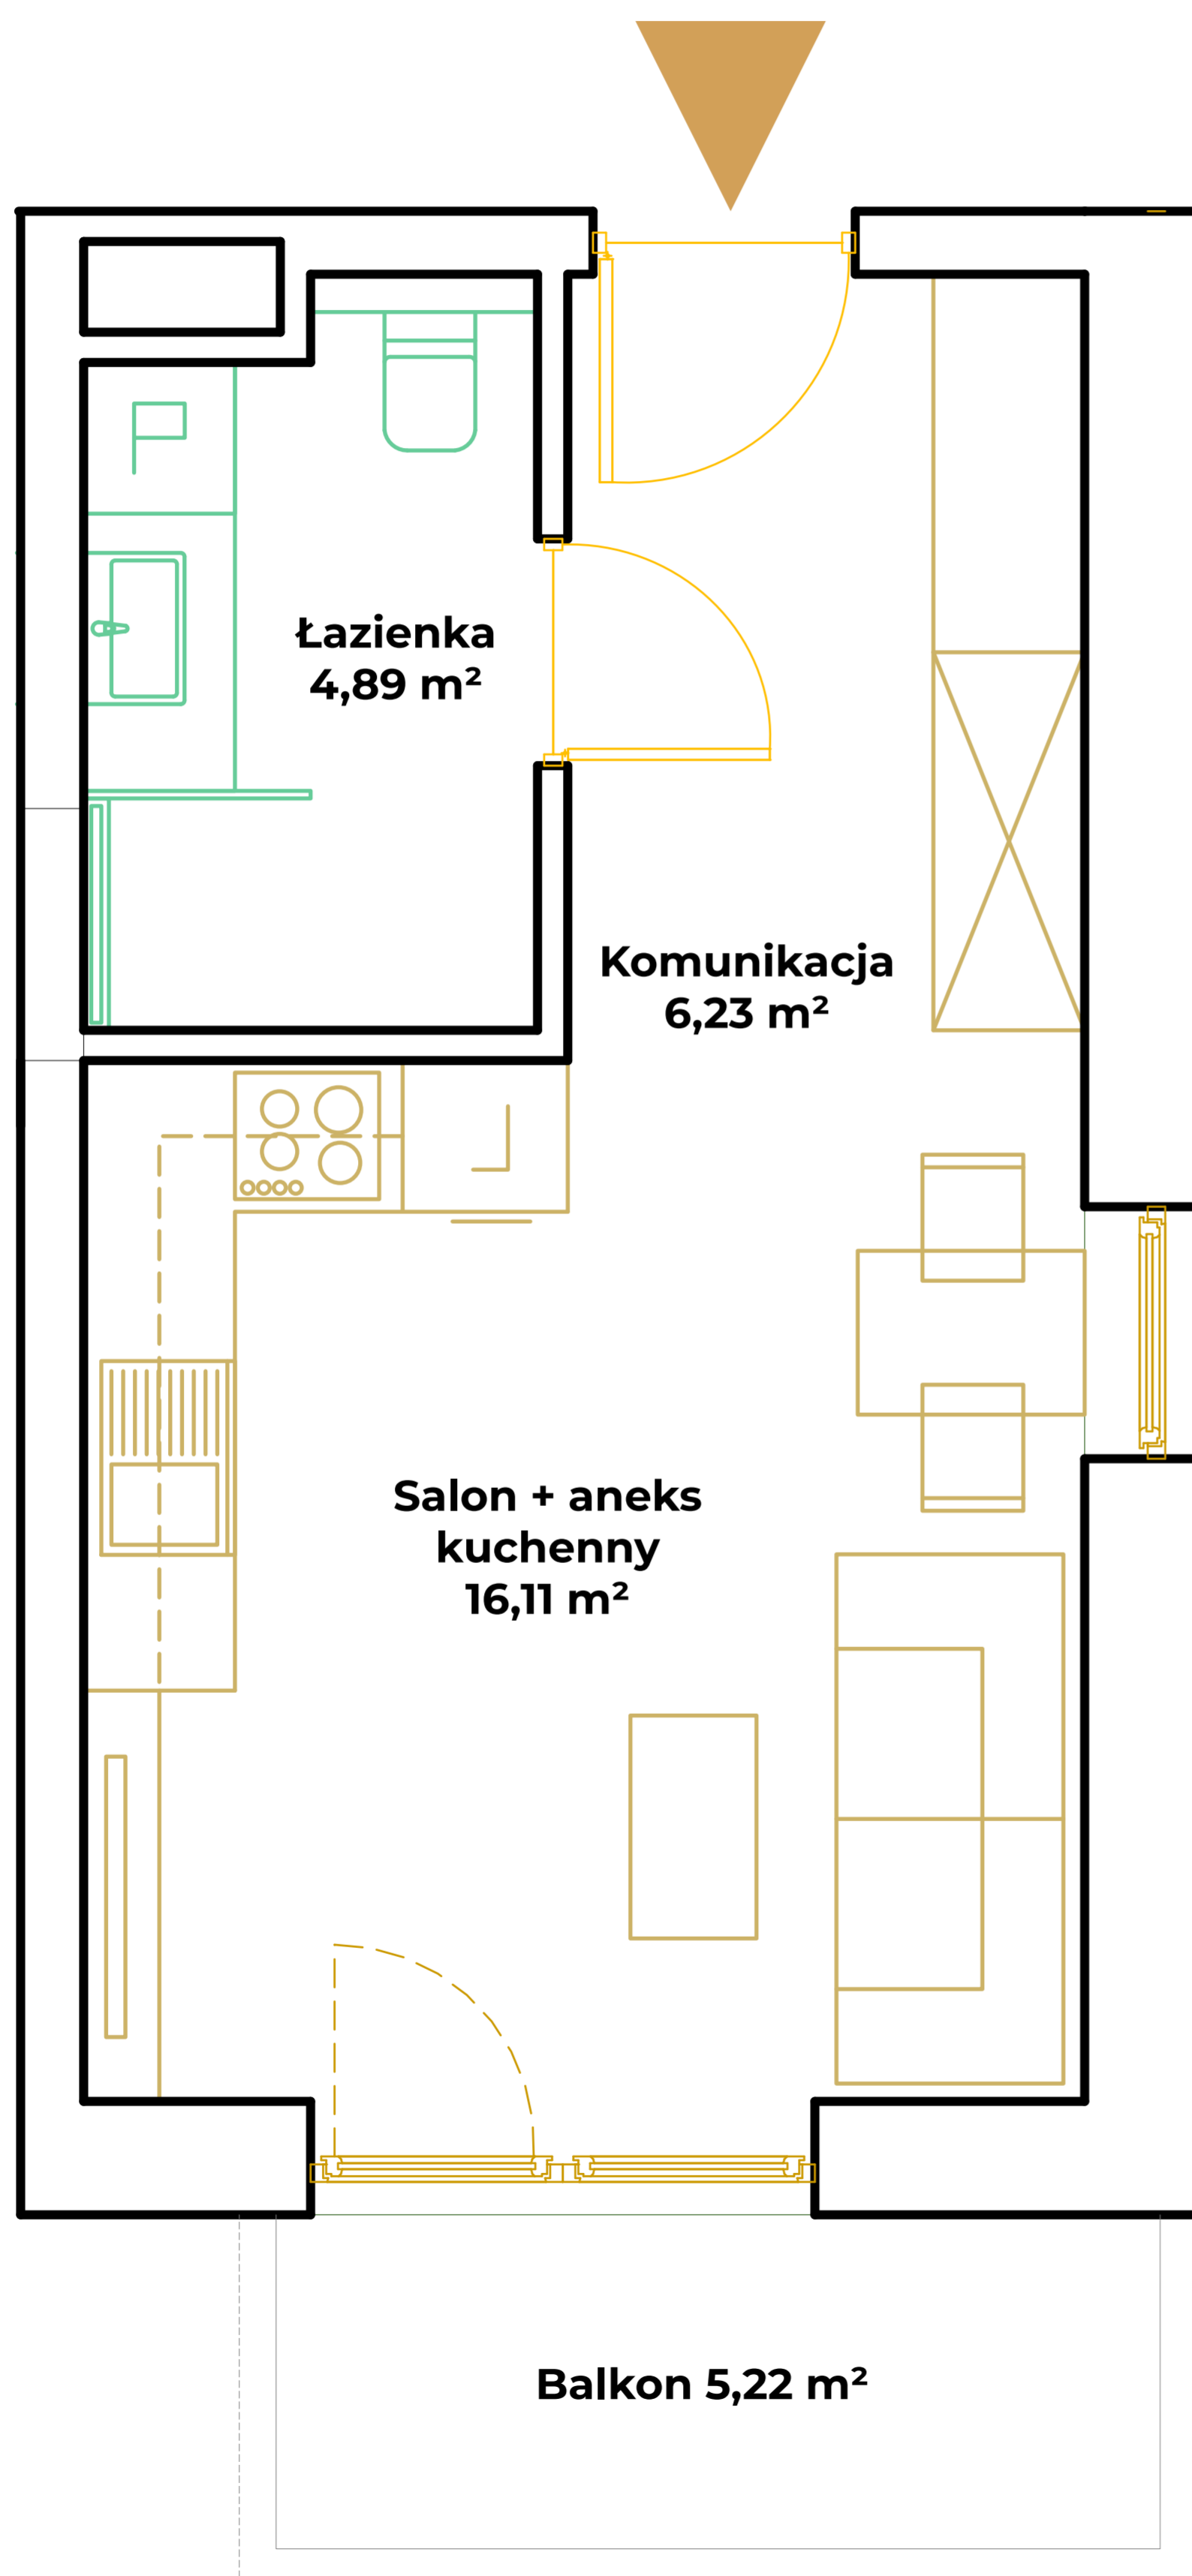 Łazienka
4,89 m²
Komunikacja
6,23 m²
Salon + aneks
kuchenny
16,11 m²
Balkon 5,22 m²